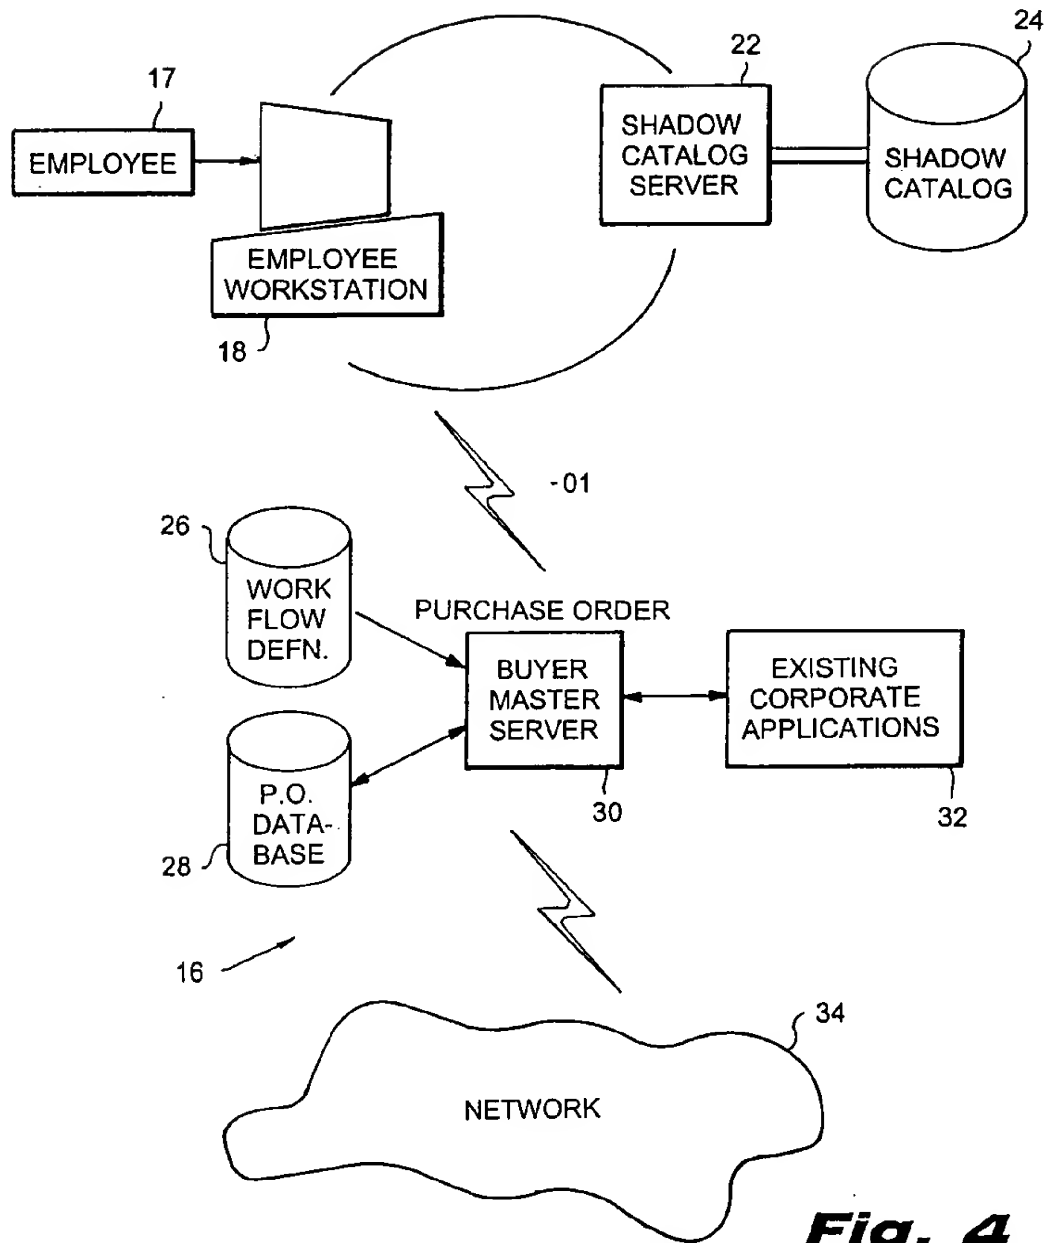 24
22
17
EMPLOYEE
SHADOW
CATALOG
SERVER
SHADOW
CATALOG
EMPLOYEE
WORKSTATION
18
-01
26
WORK
FLOW
DEFN.
PURCHASE ORDER
BUYER
MASTER
SERVER
EXISTING
CORPORATE
APPLICATIONS
30
32
P.O.
DATA-
BASE
28
16
34
NETWORK
Fig. 4